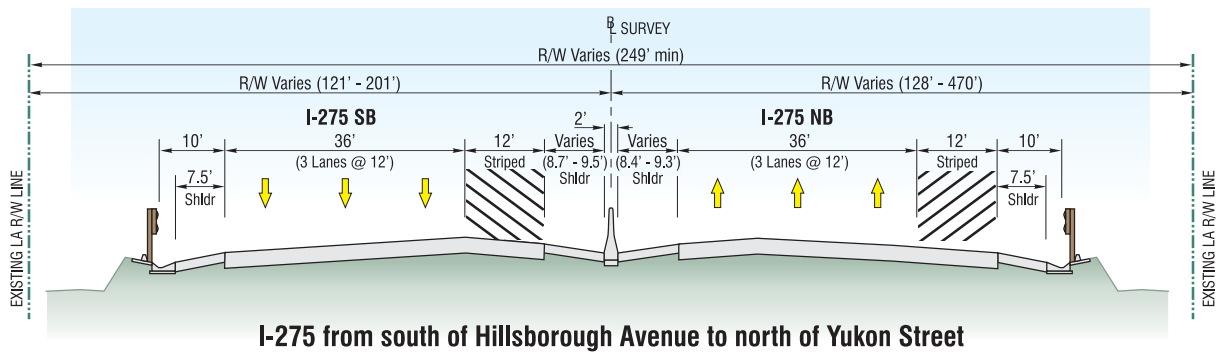 ℄ SURVEY
R/W Varies (249’ min)
R/W Varies (121’ - 201’)
R/W Varies (128’ - 470’)
I-275 SB
2’
I-275 NB
10’
36’
12’
Varies
Varies
36’
12’
10’
(3 Lanes @ 12’)
Striped
(8.7’ - 9.5’)
(8.4’ - 9.3’)
(3 Lanes @ 12’)
Striped
7.5’
Shldr
Shldr
7.5’
Shldr
Shldr
EXISTING LA R/W LINE
EXISTING LA R/W LINE
I-275 from south of Hillsborough Avenue to north of Yukon Street